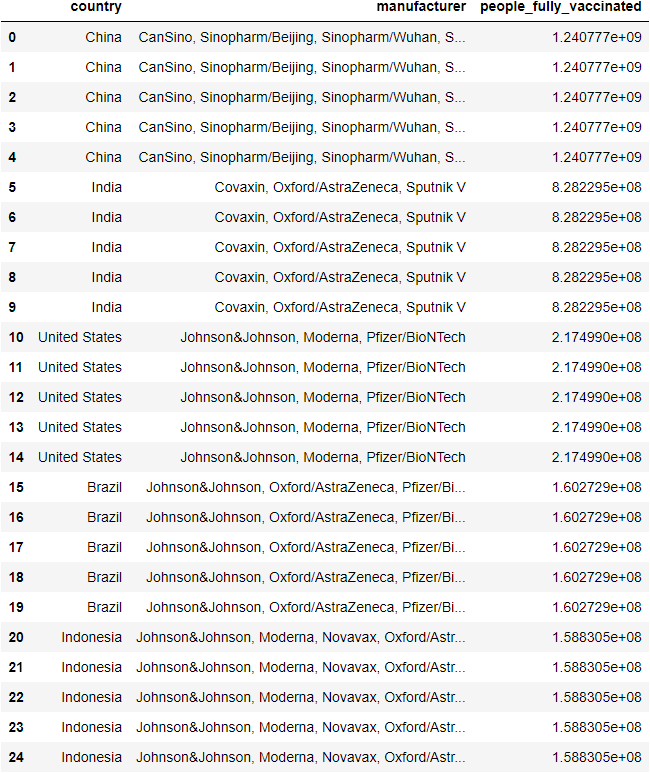 country manufacturer people_fully_vaccinated
0 China CanSino, Sinopharm/Beijing, Sinopharm/Wuhan, S... 1.240777e+09
1 China CanSino, Sinopharm/Beijing, Sinopharm/Wuhan, S... 1.240777e+09
2 China CanSino, Sinopharm/Beijing, Sinopharm/Wuhan, S... 1.240777e+09
3 China CanSino, Sinopharm/Beijing, Sinopharm/Wuhan, S... 1.240777e+09
4 China CanSino, Sinopharm/Beijing, Sinopharm/Wuhan, S... 1.240777e+09
5 India Covaxin, Oxford/AstraZeneca, Sputnik V 8.282295e+08
6 India Covaxin, Oxford/AstraZeneca, Sputnik V 8.282295e+08
7 India Covaxin, Oxford/AstraZeneca, Sputnik V 8.282295e+08
8 India Covaxin, Oxford/AstraZeneca, Sputnik V 8.282295e+08
9 India Covaxin, Oxford/AstraZeneca, Sputnik V 8.282295e+08
10 United States Johnson&Johnson, Moderna, Pfizer/BioNTech 2.174990e+08
11 United States Johnson&Johnson, Moderna, Pfizer/BioNTech 2.174990e+08
12 United States Johnson&Johnson, Moderna, Pfizer/BioNTech 2.174990e+08
13 United States Johnson&Johnson, Moderna, Pfizer/BioNTech 2.174990e+08
14 United States Johnson&Johnson, Moderna, Pfizer/BioNTech 2.174990e+08
15 Brazil Johnson&Johnson, Oxford/AstraZeneca, Pfizer/Bi... 1.602729e+08
16 Brazil Johnson&Johnson, Oxford/AstraZeneca, Pfizer/Bi... 1.602729e+08
17 Brazil Johnson&Johnson, Oxford/AstraZeneca, Pfizer/Bi... 1.602729e+08
18 Brazil Johnson&Johnson, Oxford/AstraZeneca, Pfizer/Bi... 1.602729e+08
19 Brazil Johnson&Johnson, Oxford/AstraZeneca, Pfizer/Bi... 1.602729e+08
20 Indonesia Johnson&Johnson, Moderna, Novavax, Oxford/Astr... 1.588305e+08
21 Indonesia Johnson&Johnson, Moderna, Novavax, Oxford/Astr... 1.588305e+08
22 Indonesia Johnson&Johnson, Moderna, Novavax, Oxford/Astr... 1.588305e+08
23 Indonesia Johnson&Johnson, Moderna, Novavax, Oxford/Astr... 1.588305e+08
24 Indonesia Johnson&Johnson, Moderna, Novavax, Oxford/Astr... 1.588305e+08